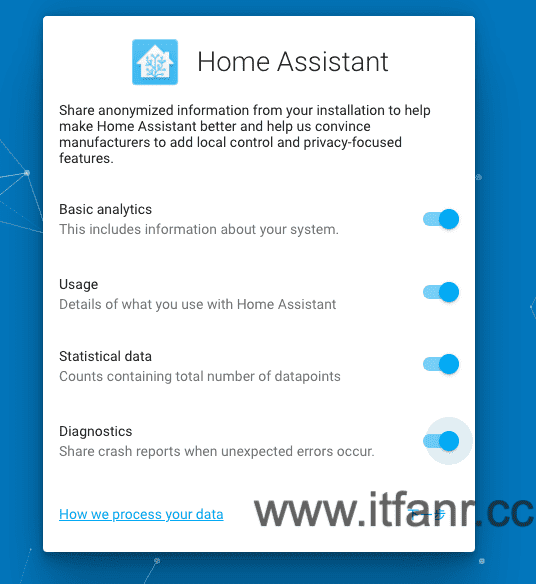 Home Assistant
Share anonymized information from your installation to help
make Home Assistant better and help us convince
manufacturers to add local control and privacy-focused
features.
Basic analytics
This includes information about your system.
Usage
Details of what you use with Home Assistant
Statistical data
Counts containing total number of datapoints
Diagnostics
Share crash reports when unexpected errors occur.
How we process your data
下一步
www.itfanr.cc